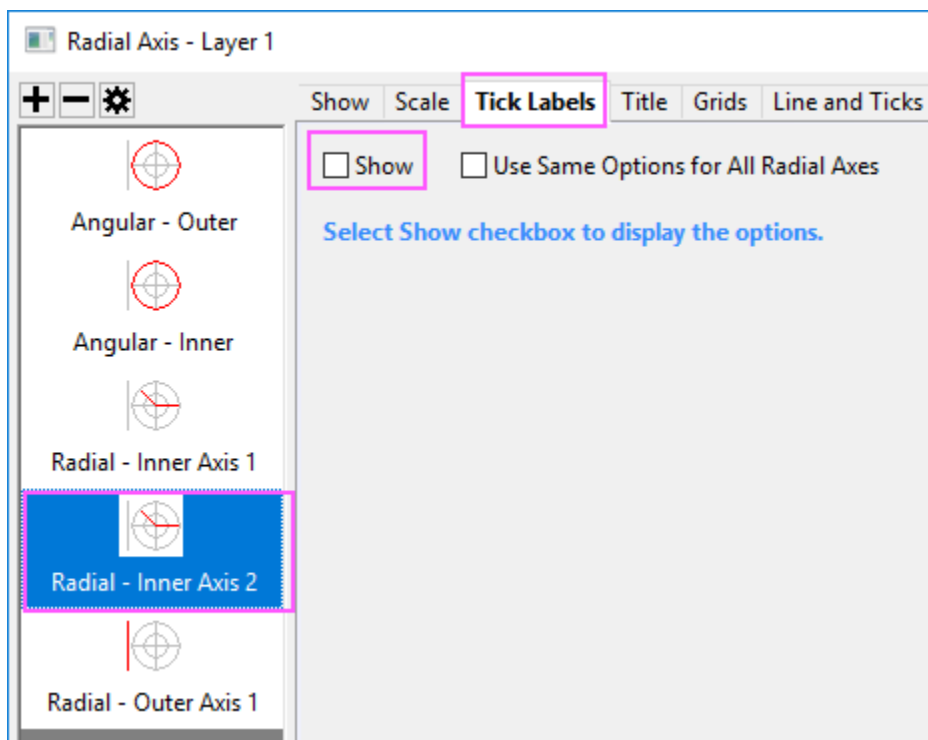 Radial Axis - Layer 1
Show Scale Tick Labels Title Grids Line and Ticks
Show Use Same Options for All Radial Axes
Select Show checkbox to display the options.
Angular - Outer
Angular - Inner
Radial - Inner Axis 1
Radial - Inner Axis 2
Radial - Outer Axis 1